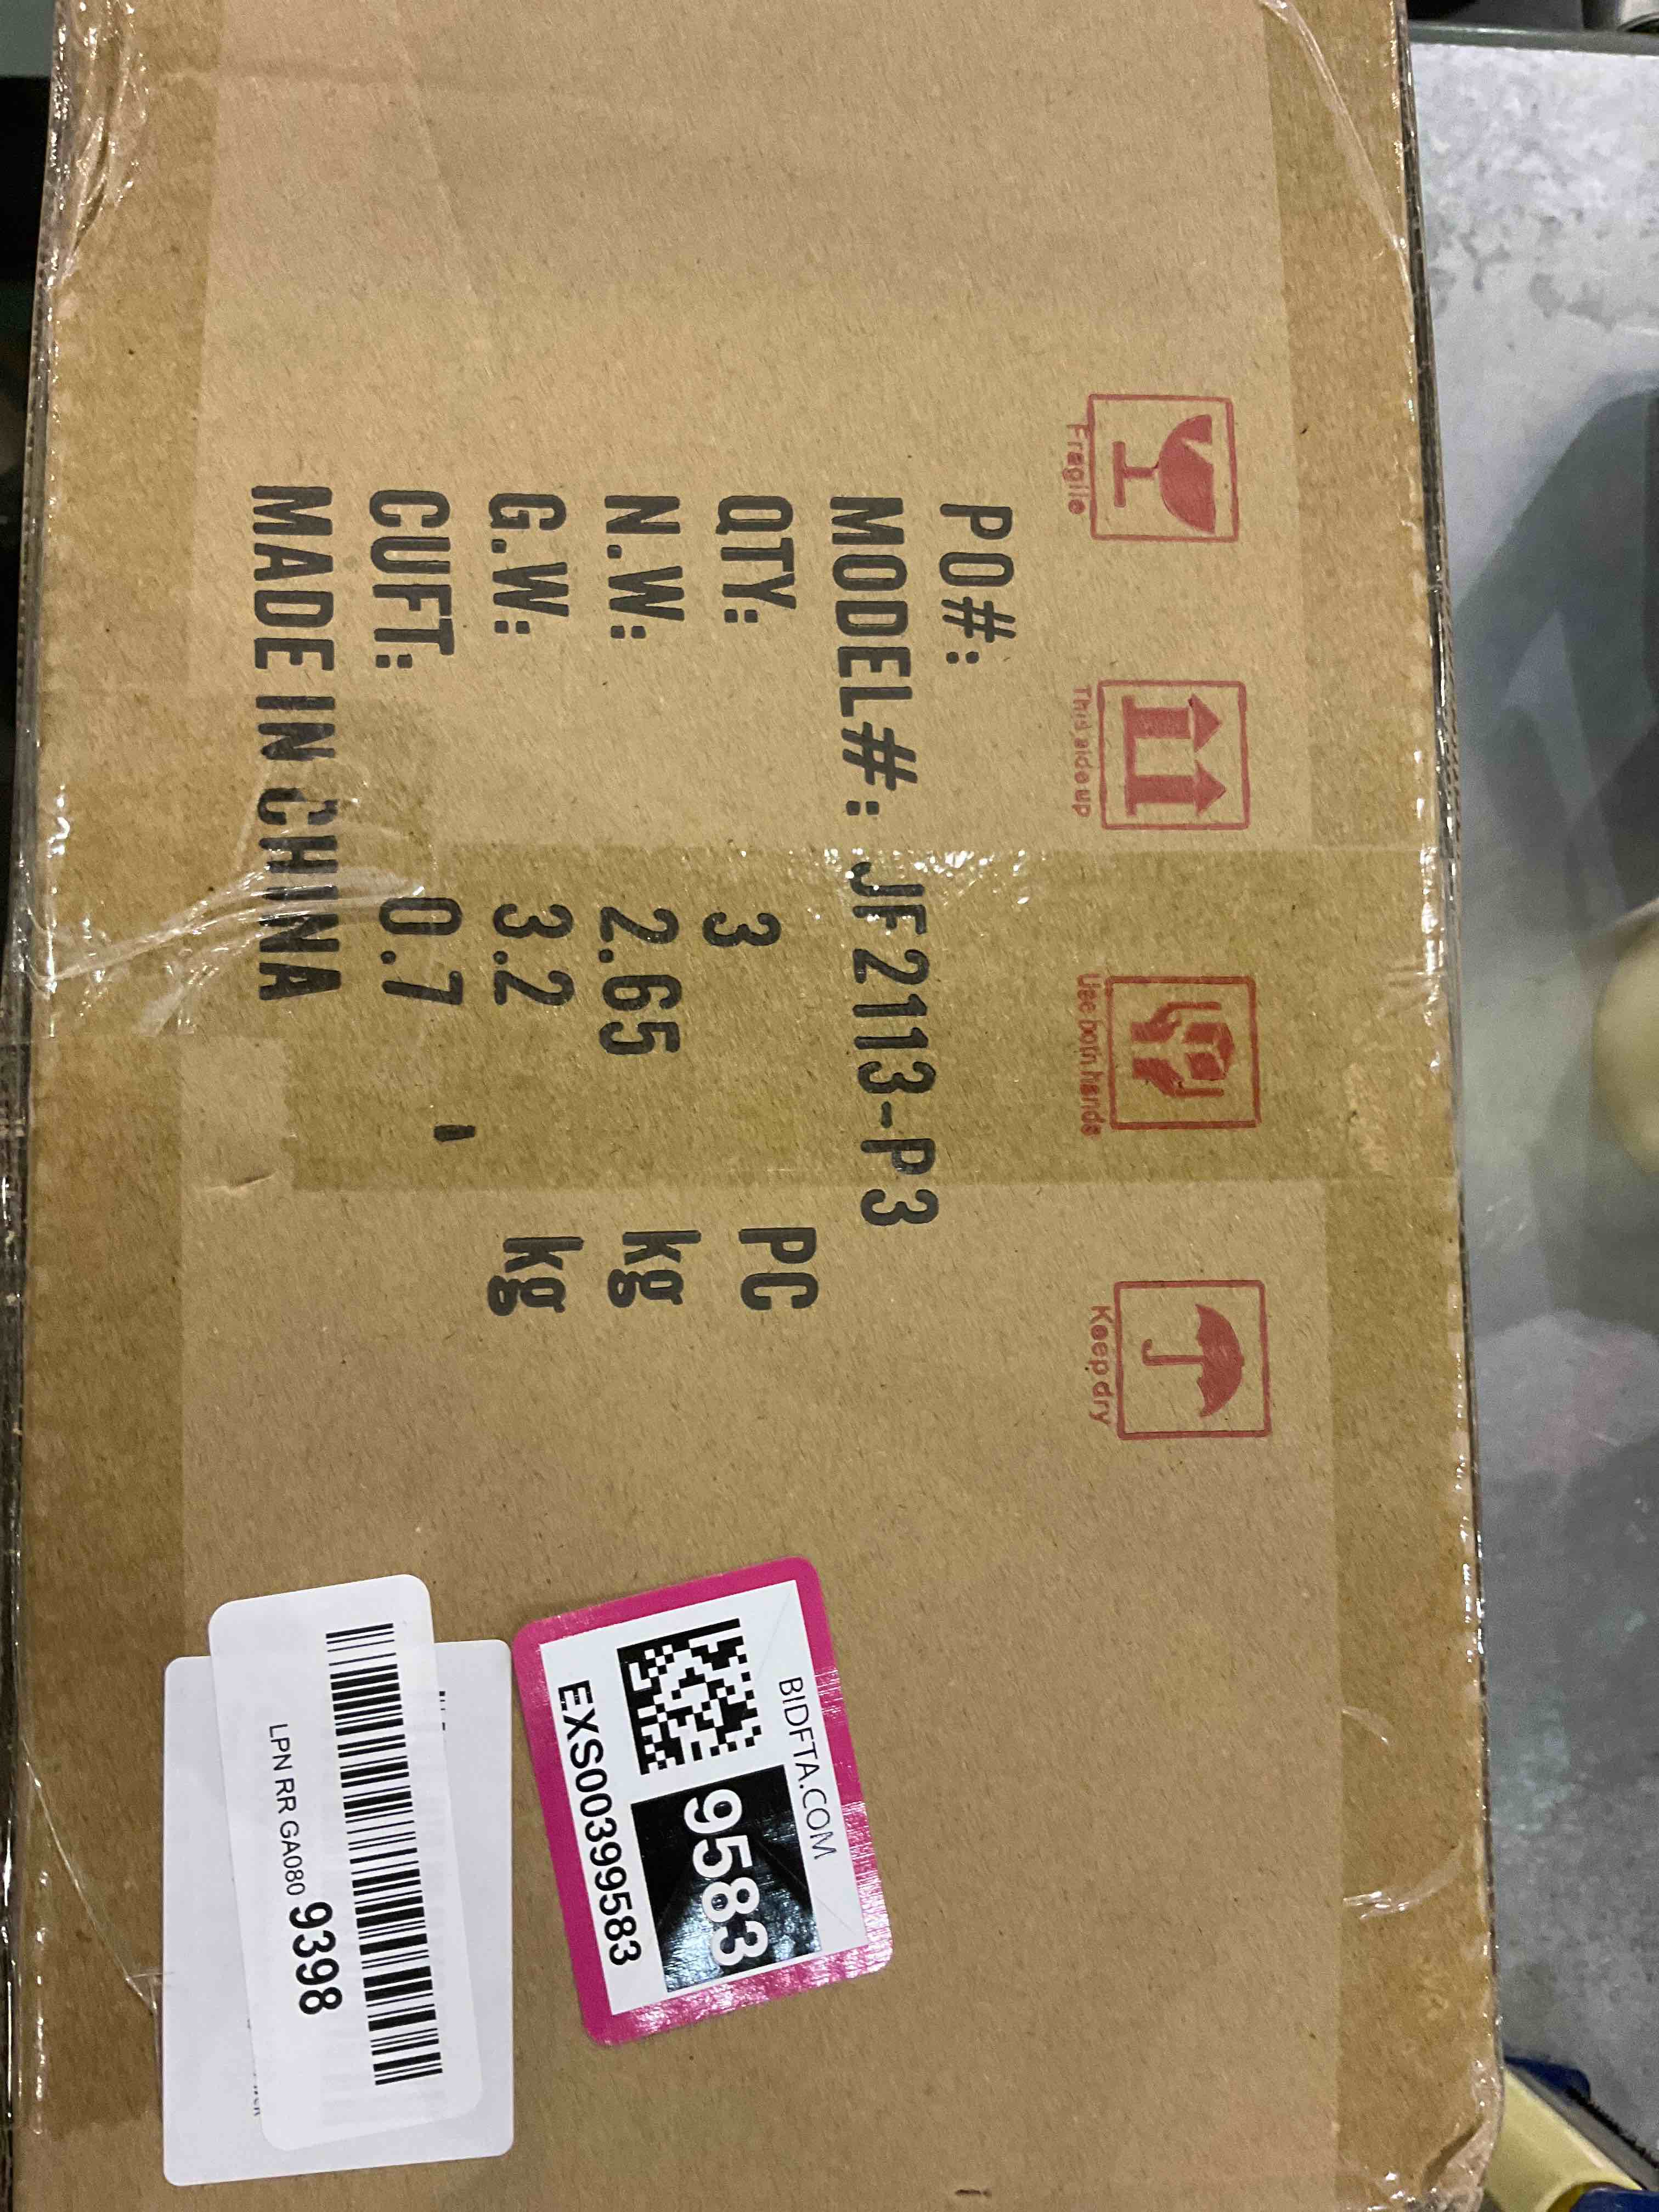 Fragile
This side up
Use both hands
Keep dry
PO#:
MODEL#: JF2113-P3
QTY: 3 PC
N.W: 2.65 kg
G.W: 3.2 kg
CUFT: 0.7
MADE IN CHINA
BIDFTA.COM
9583
EXS00399583
LPN RR GA080 9398